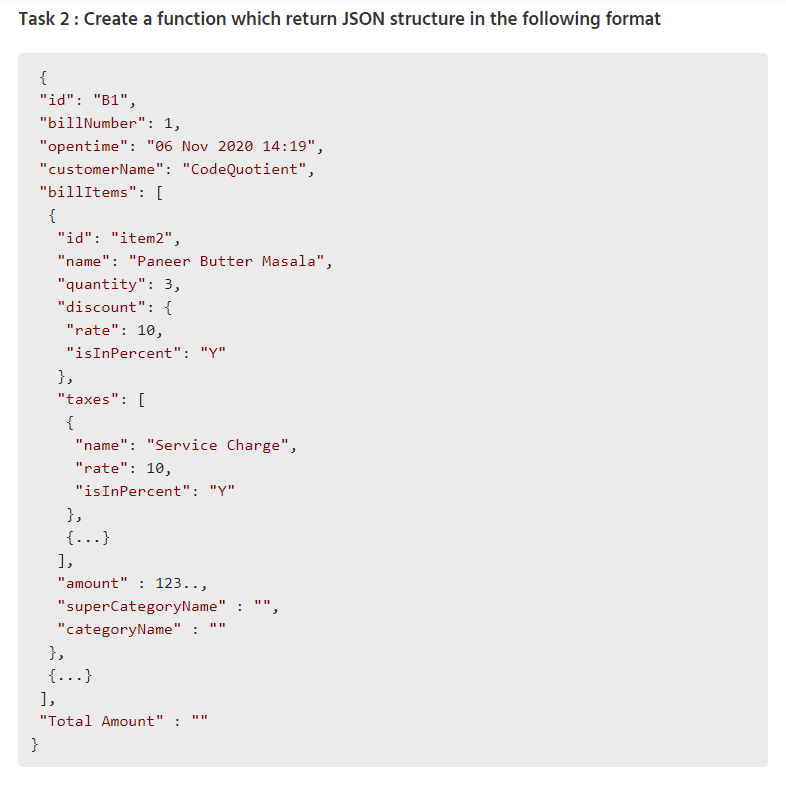 Task 2 : Create a function which return JSON structure in the following format
{
"id": "B1",
"billNumber": 1,
"opentime": "06 Nov 2020 14:19",
"customerName": "CodeQuotient",
"billItems": [
{
"id": "item2",
"name": "Paneer Butter Masala",
"quantity": 3,
"discount": {
"rate": 10,
"isInPercent": "Y"
},
"taxes": [
{
"name": "Service Charge",
"rate": 10,
"isInPercent": "Y"
},
{...}
],
"amount" : 123..,
"superCategoryName" : "",
"categoryName" : ""
},
{...}
],
"Total Amount" : ""
}